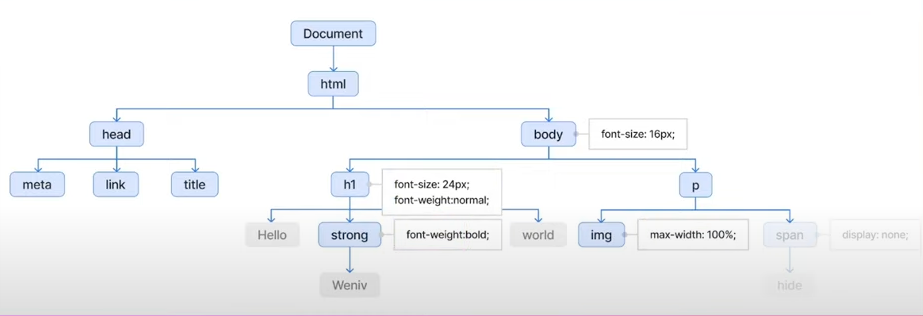 Document
html
head
body
font-size: 16px;
meta
link
title
h1
font-size: 24px;
font-weight:normal;
p
Hello
strong
font-weight:bold;
world
img
max-width: 100%;
span
display: none;
Weniv
hide